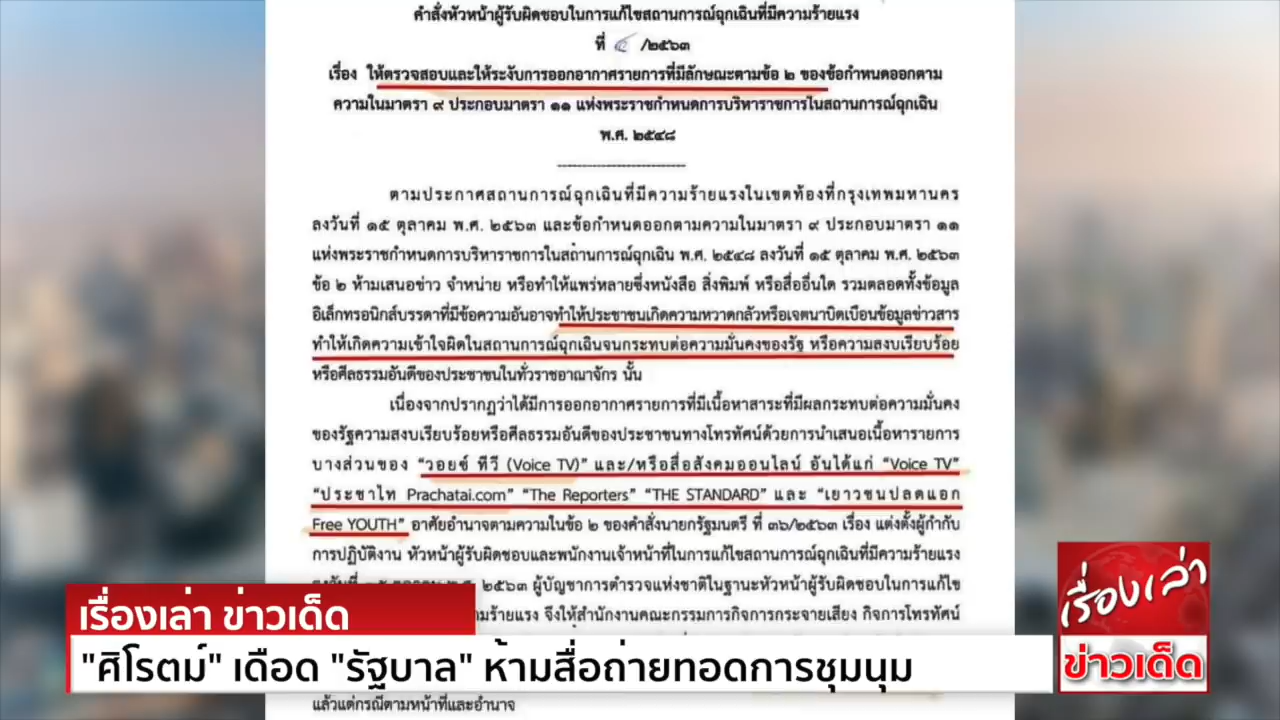 คำสั่งหัวหน้าผู้รับผิดชอบในการแก้ไขสถานการณ์ฉุกเฉินที่มีความร้ายแรง
ที่ ๔ /๒๕๖๓
เรื่อง ให้ตรวจสอบและให้ระงับการออกอากาศรายการที่มีลักษณะตามข้อ ๒ ของข้อกำหนดออกตาม
ความในมาตรา ๙ ประกอบมาตรา ๑๑ แห่งพระราชกำหนดการบริหาราชการในสถานการณ์ฉุกเฉิน
พ.ศ. ๒๕๔๘
ตามประกาศสถานการณ์ฉุกเฉินที่มีความร้ายแรงในเขตท้องที่กรุงเทพมหานคร
ลงวันที่ ๑๕ ตุลาคม พ.ศ. ๒๕๖๓ และข้อกำหนดออกตามความในมาตรา ๙ ประกอบมาตรา ๑๑
แห่งพระราชกำหนดการบริหาราชการในสถานการณ์ฉุกเฉิน พ.ศ. ๒๕๔๘ ลงวันที่ ๑๕ ตุลาคม พ.ศ. ๒๕๖๓
ข้อ ๒ ห้ามเสนอข่าว จำหน่าย หรือทำให้แพร่หลายซึ่งหนังสือ สิ่งพิมพ์ หรือสื่ออื่นใด รวมตลอดทั้งข้อมูล
อิเล็กทรอนิกส์บรรดาที่มีข้อความอันอาจทำให้ประชาชนเกิดความหวาดกลัวหรือเจตนาบิดเบือนข้อมูลข่าวสาร
ทำให้เกิดความเข้าใจผิดในสถานการณ์ฉุกเฉินจนกระทบต่อความมั่นคงของรัฐ หรือความสงบเรียบร้อย
หรือศีลธรรมอันดีของประชาชนในทั่วราชอาณาจักร นั้น
เนื่องจากปรากฏว่าได้มีการออกอากาศรายการที่มีเนื้อหาสาระที่มีผลกระทบต่อความมั่นคง
ของรัฐความสงบเรียบร้อยหรือศีลธรรมอันดีของประชาชนทางโทรทัศน์ด้วยการนำเสนอเนื้อหารายการ
บางส่วนของ "วอยซ์ ทีวี (Voice TV)" และ/หรือสื่อสังคมออนไลน์ อันได้แก่ "Voice TV"
"ประชาไท Prachatai.com" "The Reporters" "THE STANDARD" และ "เยาวชนปลดแอก
Free YOUTH" อาศัยอำนาจตามความในข้อ ๒ ของคำสั่งนายกรัฐมนตรี ที่ ๓๖/๒๕๖๓ เรื่อง แต่งตั้งผู้กำกับ
การปฏิบัติงาน หัวหน้าผู้รับผิดชอบและพนักงานเจ้าหน้าที่ในการแก้ไขสถานการณ์ฉุกเฉินที่มีความร้ายแรง
๒๕๖๓ ผู้บัญชาการตำรวจแห่งชาติในฐานะหัวหน้าผู้รับผิดชอบในการแก้ไข
ร้ายแรง จึงให้สำนักงานคณะกรรมการกิจการกระจายเสียง กิจการโทรทัศน์
แล้วแต่กรณีตามหน้าที่และอำนาจ
เรื่องเล่า ข่าวเด็ด
"ศิโรตม์" เดือด "รัฐบาล" ห้ามสื่อถ่ายทอดการชุมนุม
เรื่องเล่า
ข่าวเด็ด